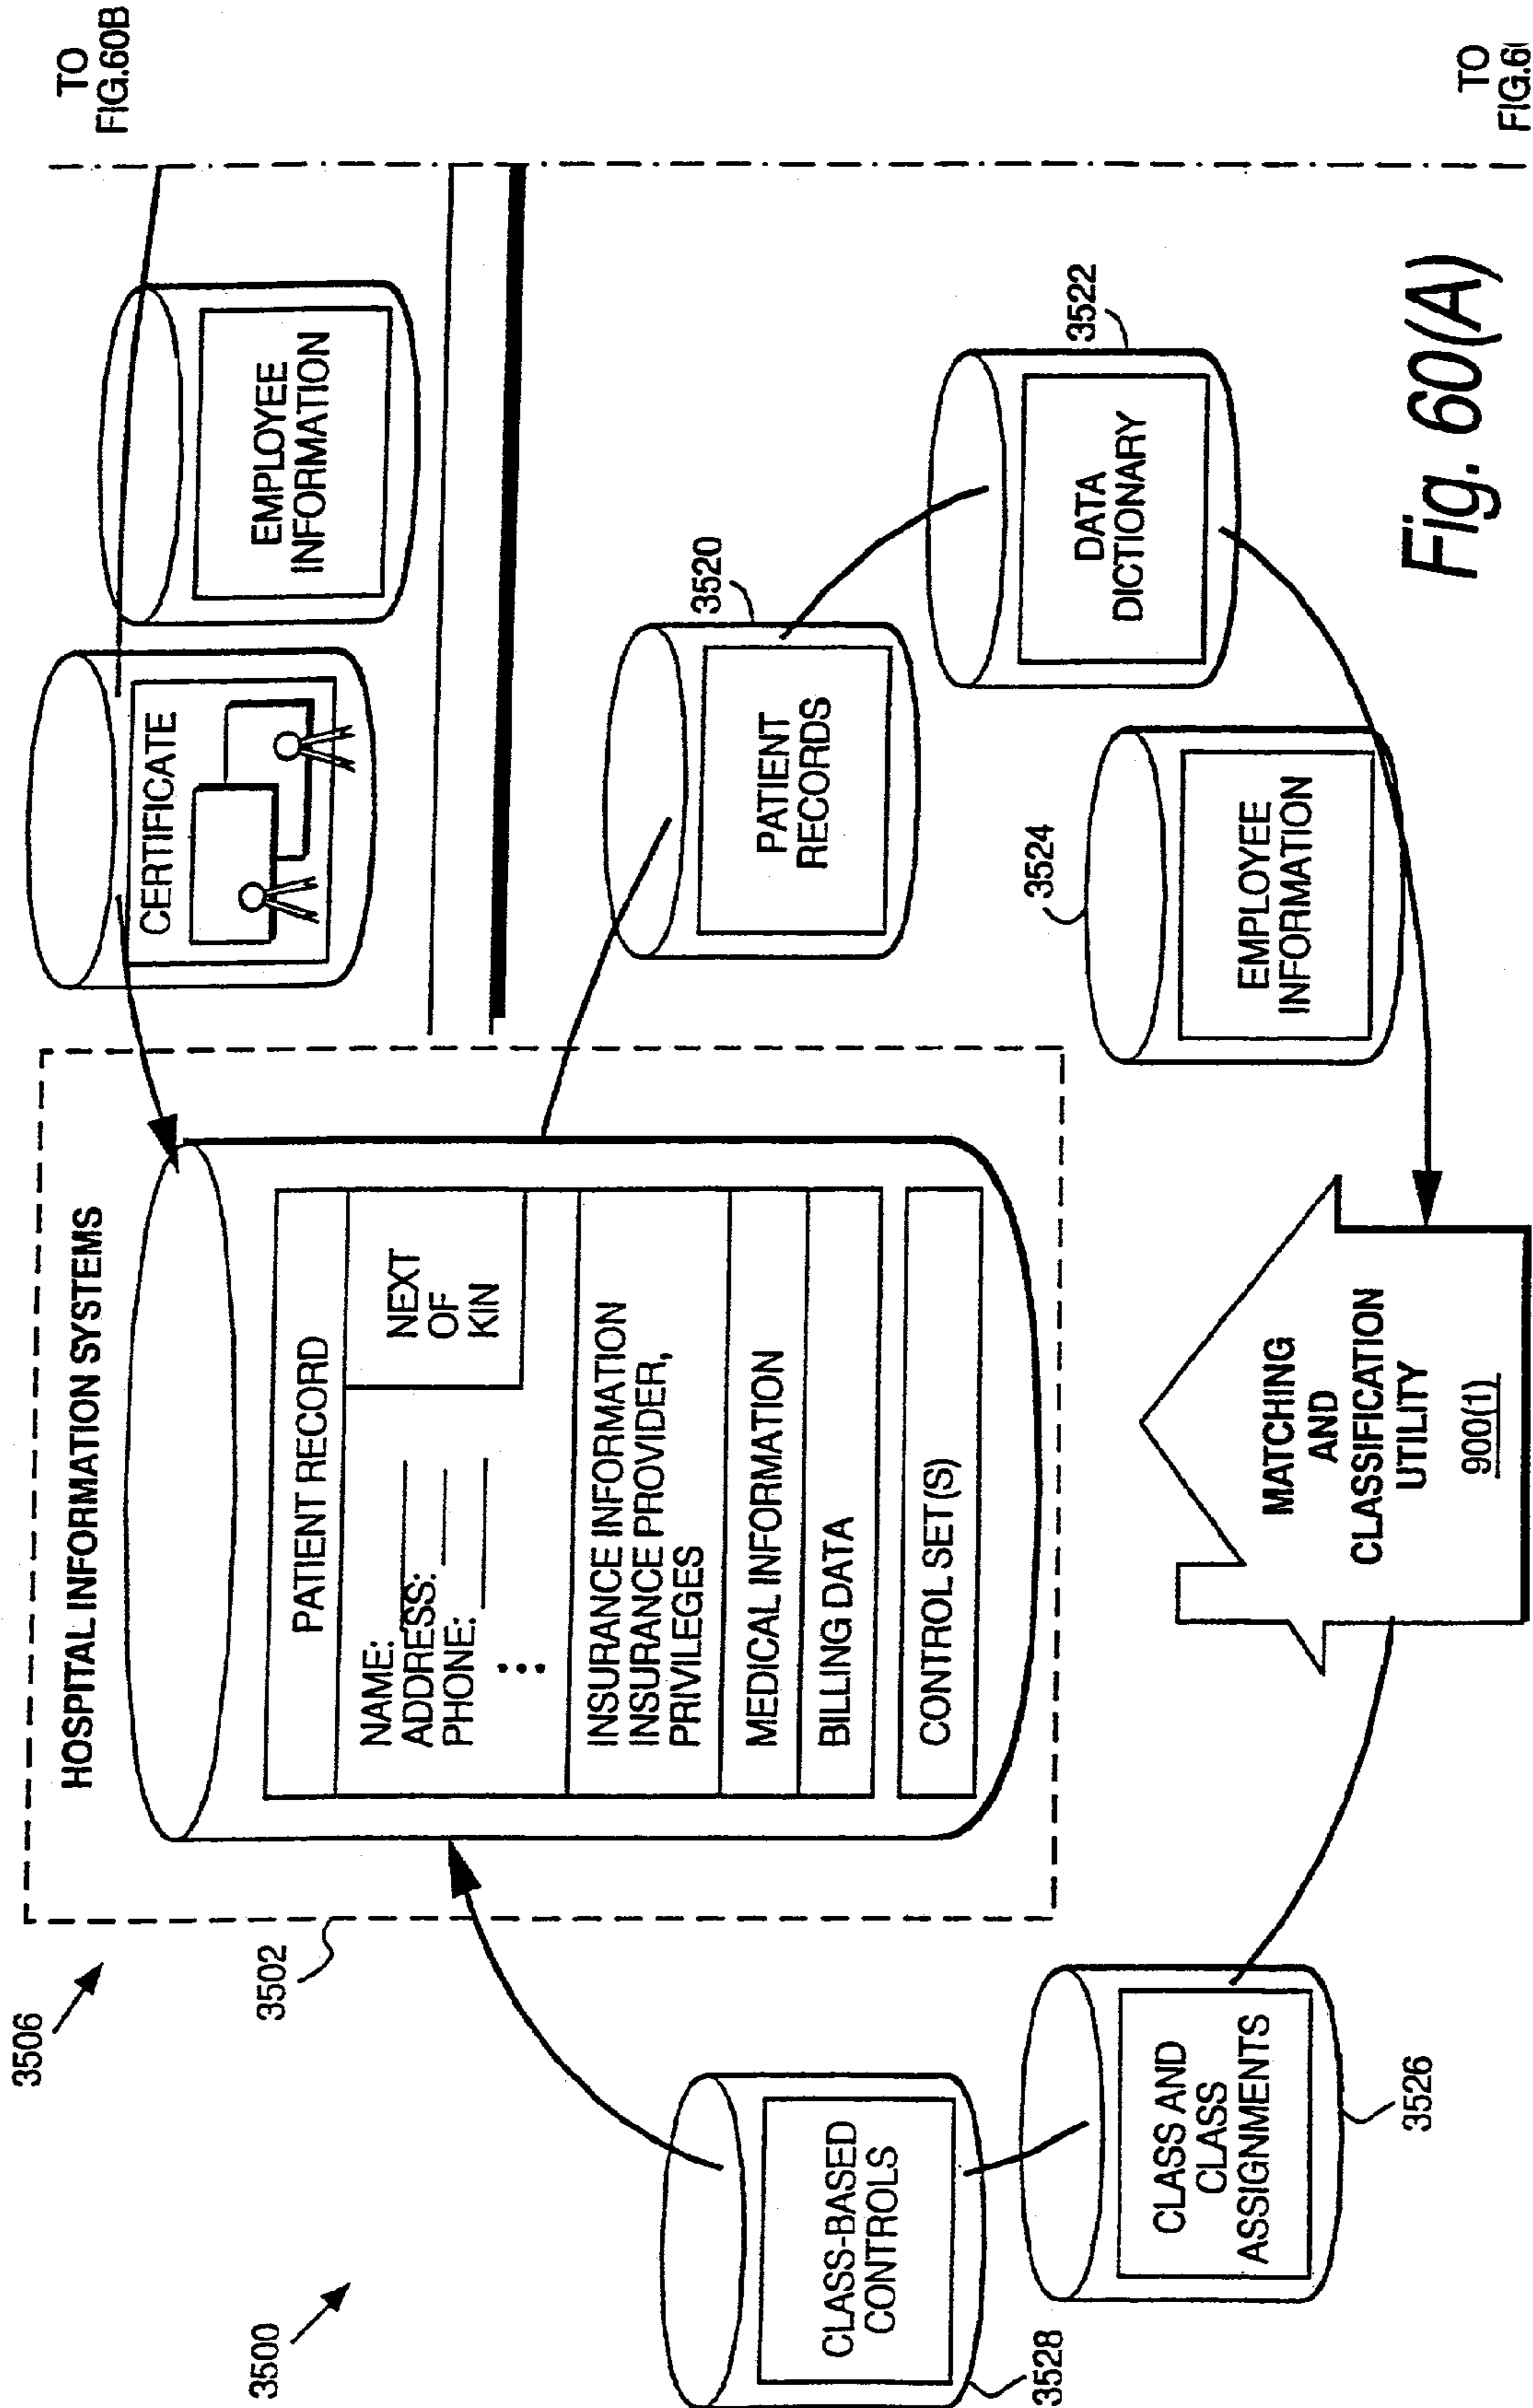 3506
3500
HOSPITAL INFORMATION SYSTEMS
3502
PATIENT RECORD
NAME:
ADDRESS:
PHONE:
NEXT
OF
KIN
INSURANCE INFORMATION
INSURANCE PROVIDER,
PRIVILEGES
MEDICAL INFORMATION
BILLING DATA
CONTROL SET(S)
CERTIFICATE
EMPLOYEE
INFORMATION
TO
FIG.60B
3520
PATIENT
RECORDS
3522
DATA
DICTIONARY
3524
EMPLOYEE
INFORMATION
MATCHING
AND
CLASSIFICATION
UTILITY
900(1)
CLASS-BASED
CONTROLS
3528
CLASS AND
CLASS
ASSIGNMENTS
3526
Fig. 60(A)
TO